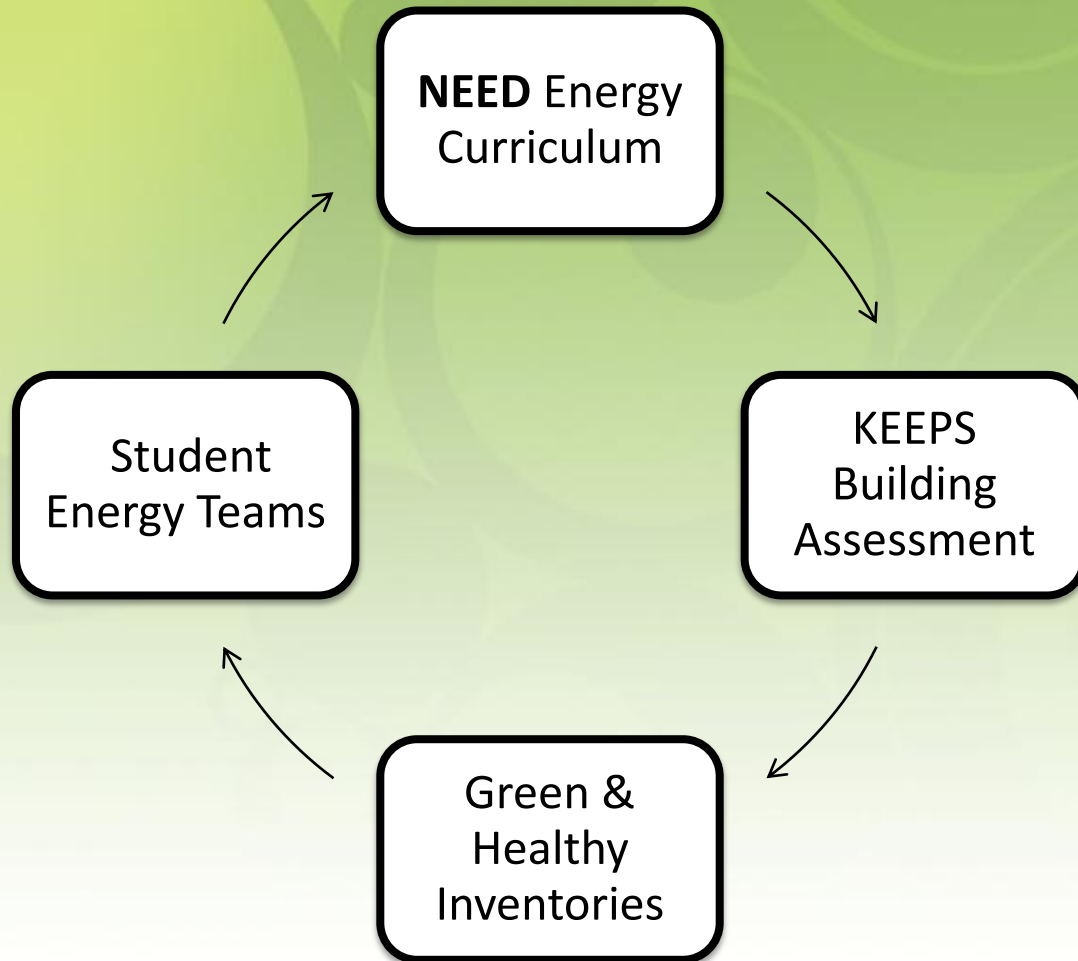 NEED Energy
Curriculum
Student
Energy Teams
KEEPS
Building
Assessment
Green &
Healthy
Inventories